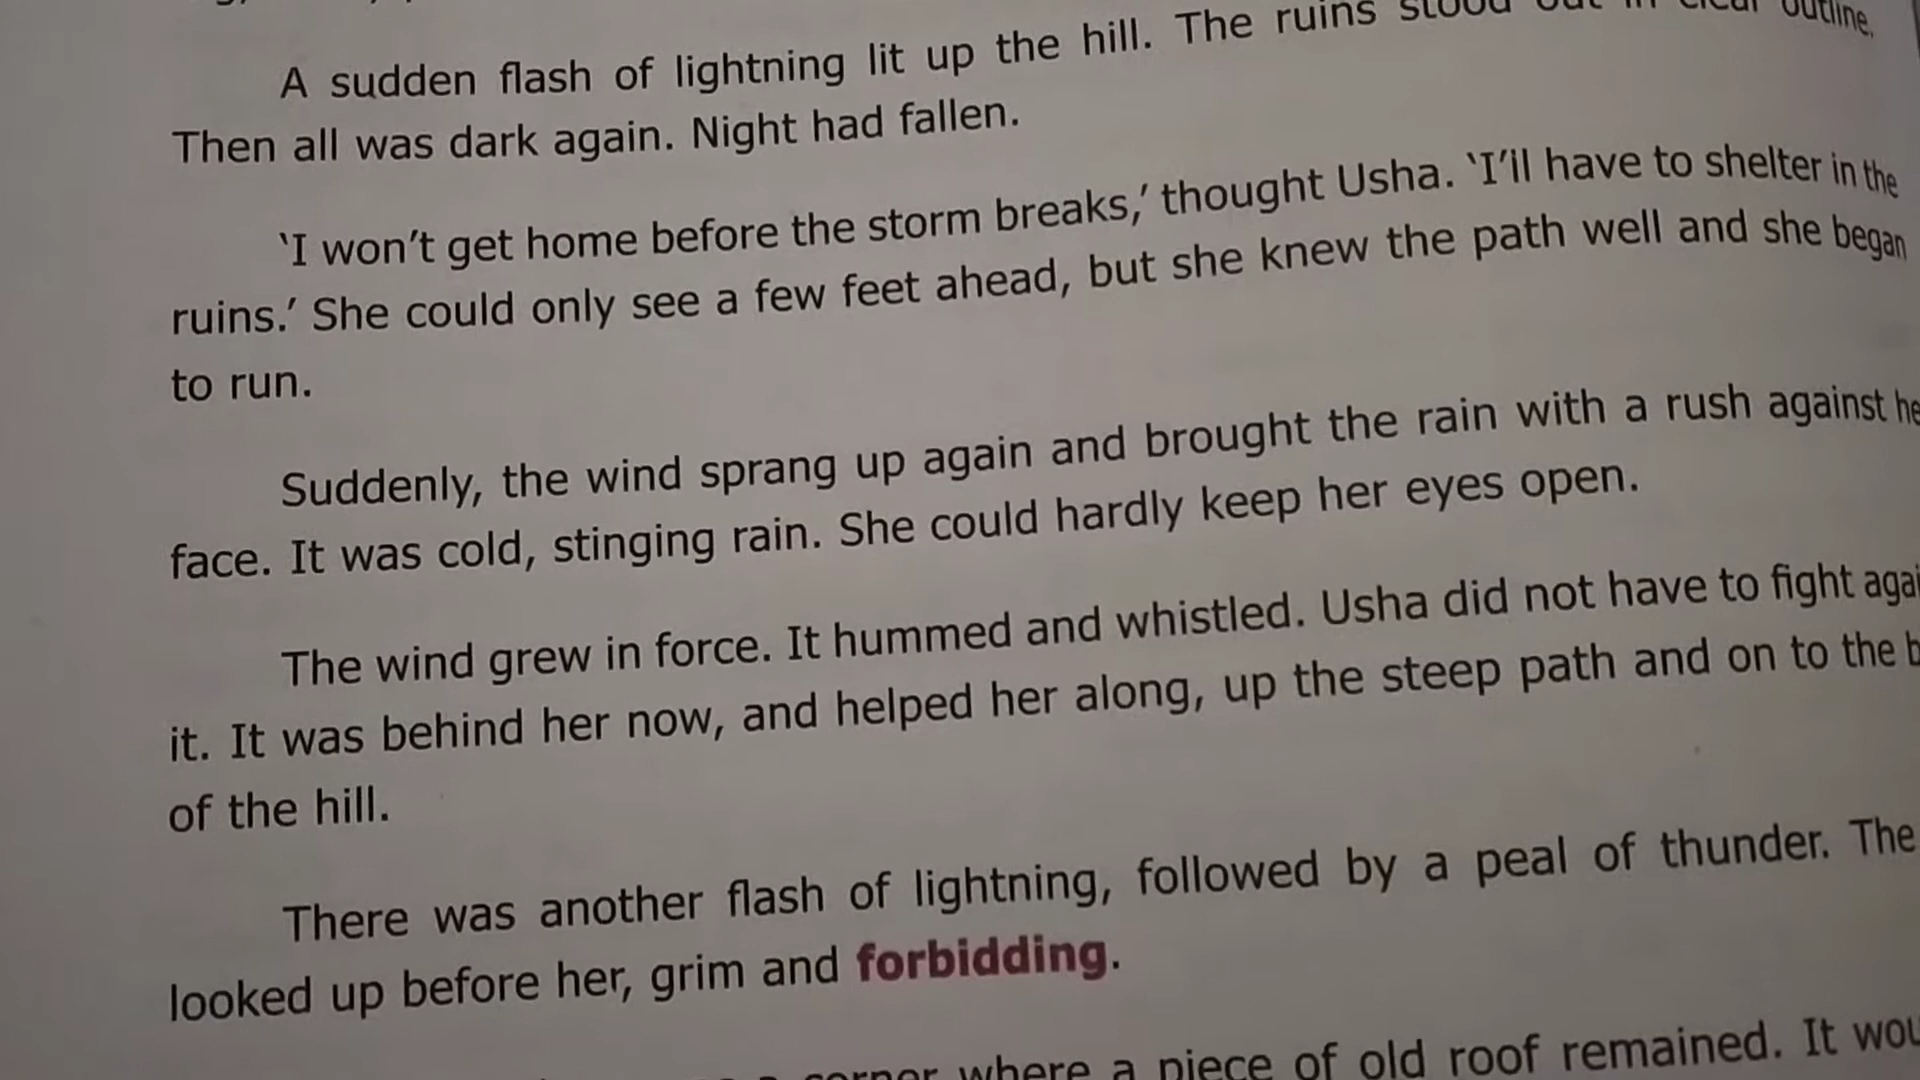 A sudden flash of lightning lit up the hill. The ruins stood out in clear outline.
Then all was dark again. Night had fallen.
‘I won’t get home before the storm breaks,’ thought Usha. ‘I’ll have to shelter in the
ruins.’ She could only see a few feet ahead, but she knew the path well and she began
to run.
Suddenly, the wind sprang up again and brought the rain with a rush against
face. It was cold, stinging rain. She could hardly keep her eyes open.
The wind grew in force. It hummed and whistled. Usha did not have to fight
it. It was behind her now, and helped her along, up the steep path and on to the
of the hill.
There was another flash of lightning, followed by a peal of thunder. The
looked up before her, grim and forbidding.
corner where a piece of old roof remained. It